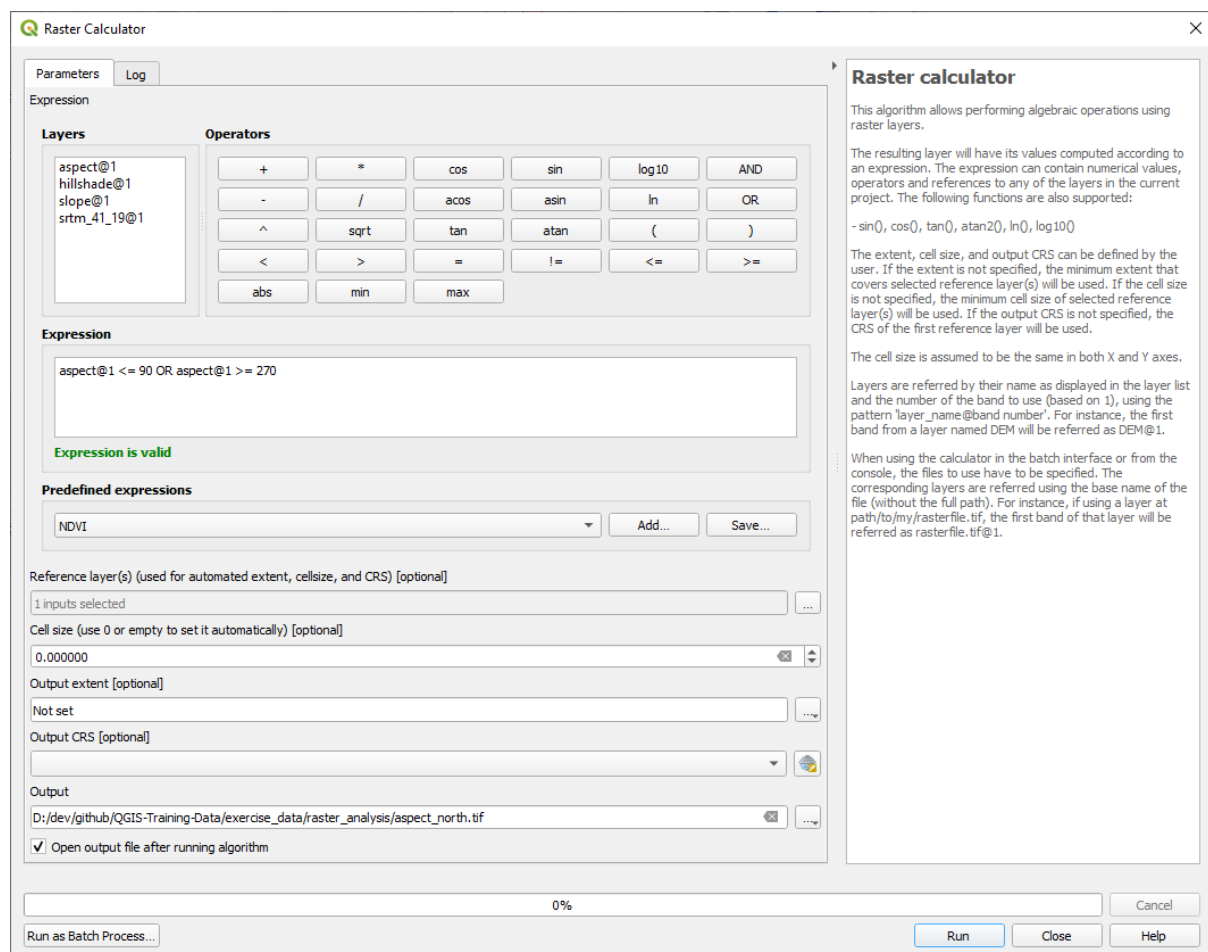 Raster Calculator
Parameters
Log
Expression
Layers
Operators
aspect@1
hillshade@1
slope@1
srtm_41_19@1
+ * cos sin log10 AND
- / acos asin ln OR
^ sqrt tan atan ( )
< > = != <= >=
abs min max
Expression
aspect@1 <= 90 OR aspect@1 >= 270
Expression is valid
Predefined expressions
NDVI
Add...
Save...
Reference layer(s) (used for automated extent, cellsize, and CRS) [optional]
1 inputs selected
...
Cell size (use 0 or empty to set it automatically) [optional]
0.000000
Output extent [optional]
Not set
...
Output CRS [optional]
Output
D:/dev/github/QGIS-Training-Data/exercise_data/raster_analysis/aspect_north.tif
...
Open output file after running algorithm
Raster calculator
This algorithm allows performing algebraic operations using
raster layers.
The resulting layer will have its values computed according to
an expression. The expression can contain numerical values,
operators and references to any of the layers in the current
project. The following functions are also supported:
- sin(), cos(), tan(), atan2(), ln(), log10()
The extent, cell size, and output CRS can be defined by the
user. If the extent is not specified, the minimum extent that
covers selected reference layer(s) will be used. If the cell size
is not specified, the minimum cell size of selected reference
layer(s) will be used. If the output CRS is not specified, the
CRS of the first reference layer will be used.
The cell size is assumed to be the same in both X and Y axes.
Layers are referred by their name as displayed in the layer list
and the number of the band to use (based on 1), using the
pattern 'layer_name@band number'. For instance, the first
band from a layer named DEM will be referred as DEM@1.
When using the calculator in the batch interface or from the
console, the files to use have to be specified. The
corresponding layers are referred using the base name of the
file (without the full path). For instance, if using a layer at
path/to/my/rasterfile.tif, the first band of that layer will be
referred as rasterfile.tif@1.
0%
Cancel
Run as Batch Process...
Run
Close
Help